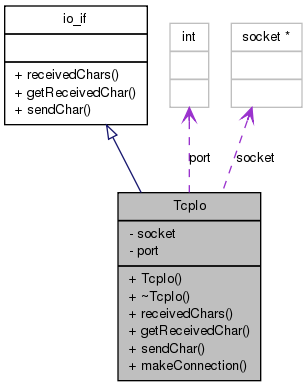 io_if
+ receivedChars()
+ getReceivedChar()
+ sendChar()
int
socket *
port
socket
TcpIo
- socket
- port
+ TcpIo()
+ ~TcpIo()
+ receivedChars()
+ getReceivedChar()
+ sendChar()
+ makeConnection()